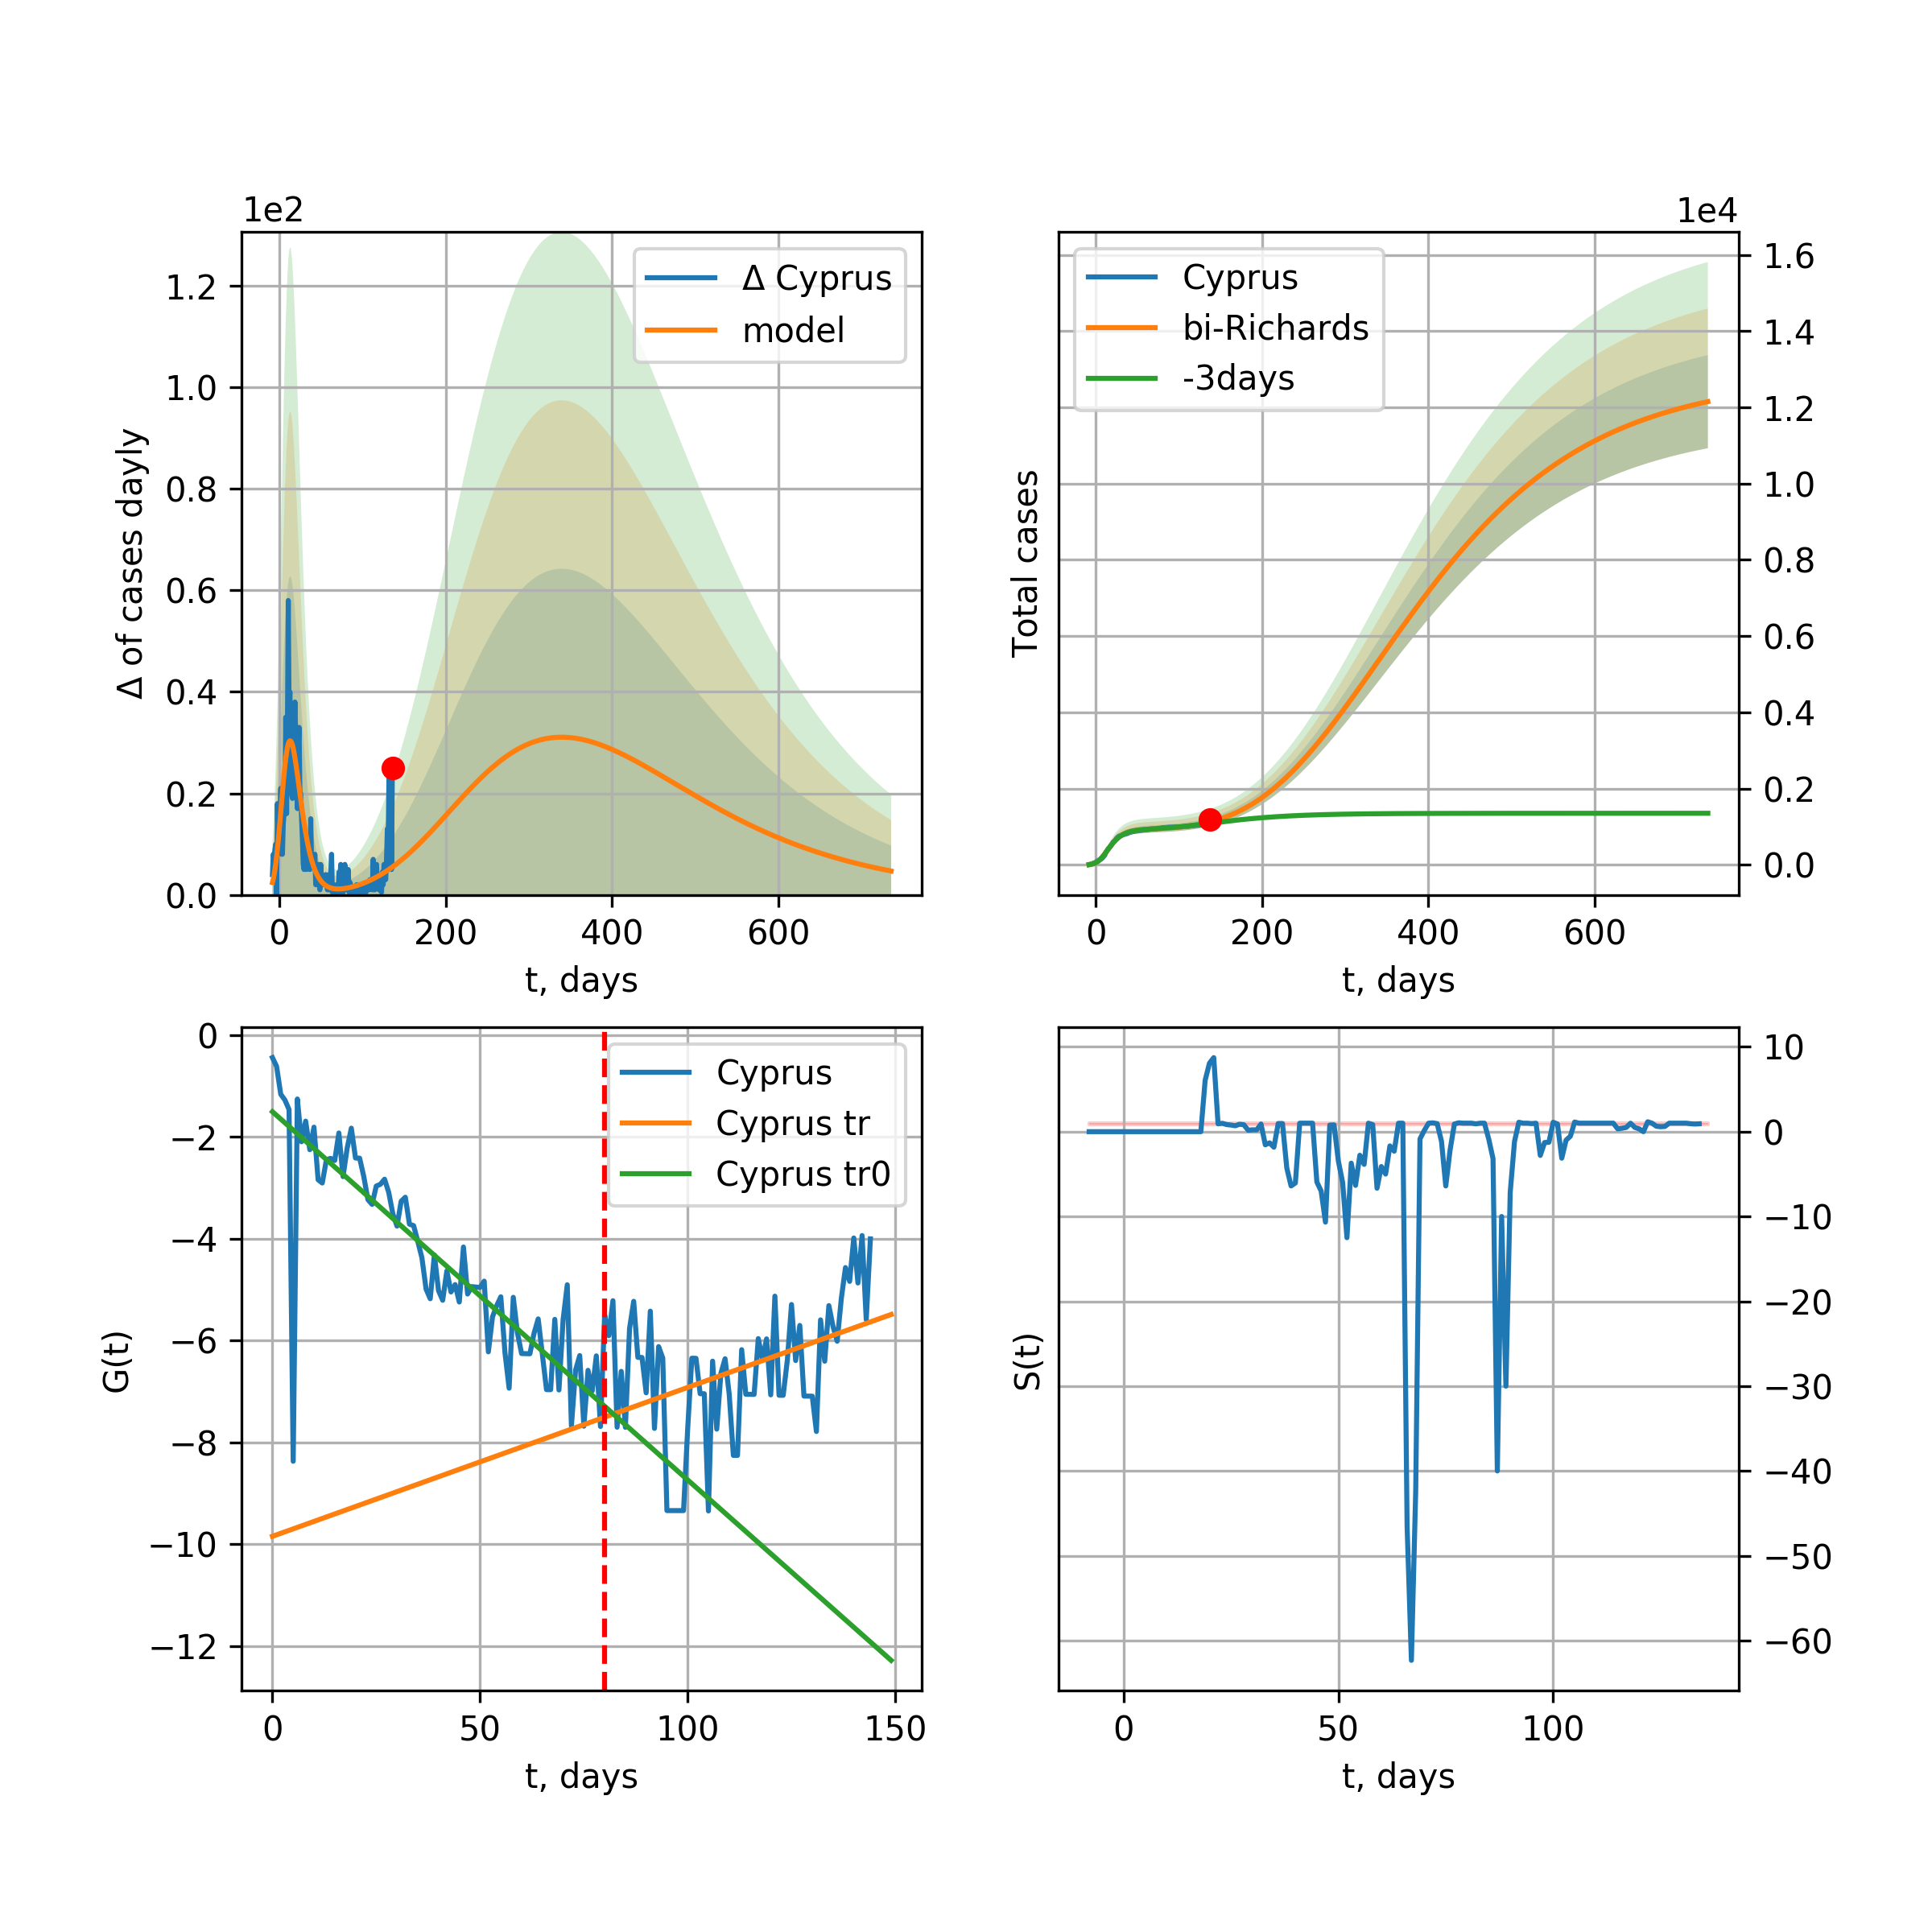 1e2
1.2
1.0
0.8
0.6
0.4
0.2
0.0
Δ of cases dayly
Δ Cyprus
model
0 200 400 600
t, days
1e4
Cyprus
bi-Richards
-3days
Total cases
1.6
1.4
1.2
1.0
0.8
0.6
0.4
0.2
0.0
0 200 400 600
t, days
0
−2
−4
−6
−8
−10
−12
G(t)
Cyprus
Cyprus tr
Cyprus tr0
0 50 100 150
t, days
S(t)
10
0
−10
−20
−30
−40
−50
−60
0 50 100
t, days